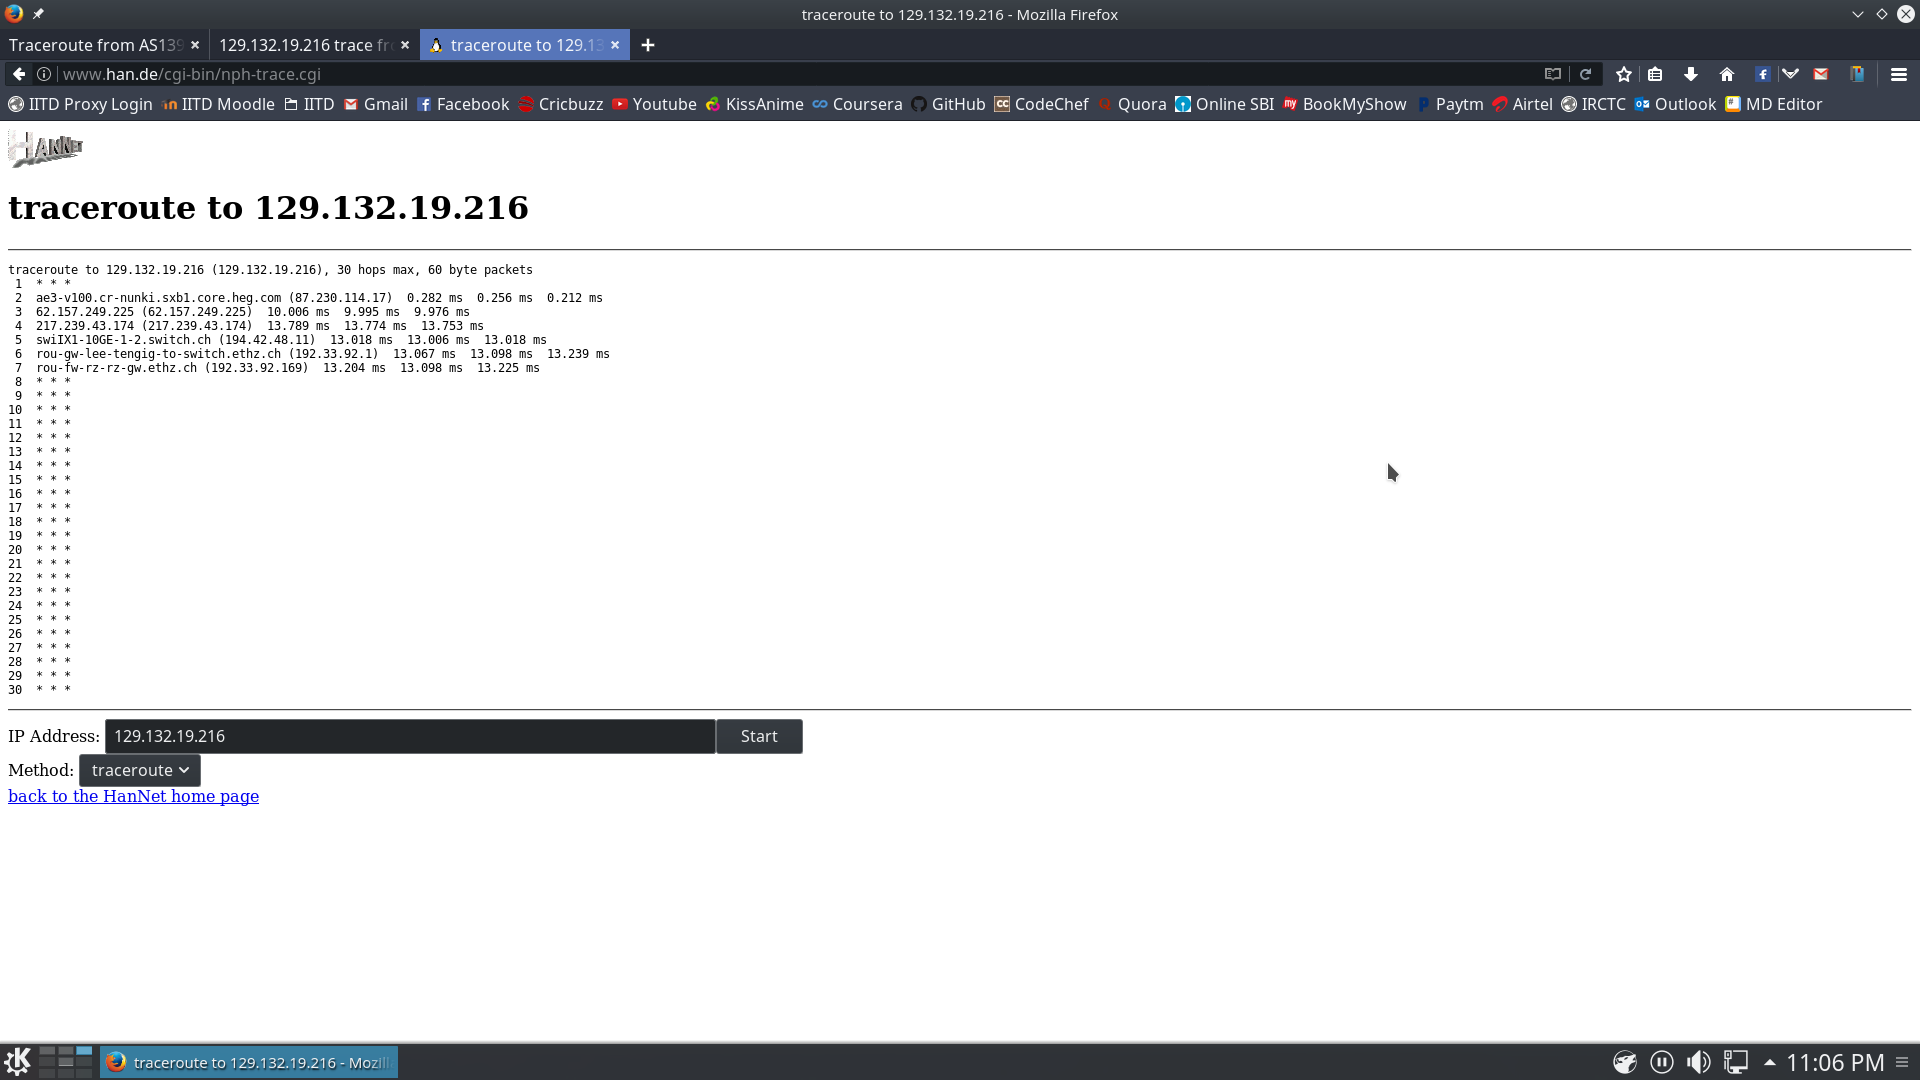 traceroute to 129.132.19.216 - Mozilla Firefox
Traceroute from AS139 129.132.19.216 trace fr traceroute to 129.13
www.han.de/cgi-bin/nph-trace.cgi
IITD Proxy Login IITD Moodle IITD Gmail Facebook Cricbuzz Youtube KissAnime Coursera GitHub CodeChef Quora Online SBI BookMyShow Paytm Airtel IRCTC Outlook MD Editor
HanNet
traceroute to 129.132.19.216
traceroute to 129.132.19.216 (129.132.19.216), 30 hops max, 60 byte packets
1 * * *
2 ae3-v100.cr-nunki.sxb1.core.heg.com (87.230.114.17) 0.282 ms 0.256 ms 0.212 ms
3 62.157.249.225 (62.157.249.225) 10.006 ms 9.995 ms 9.976 ms
4 217.239.43.174 (217.239.43.174) 13.789 ms 13.774 ms 13.753 ms
5 swiIX1-10GE-1-2.switch.ch (194.42.48.11) 13.018 ms 13.006 ms 13.018 ms
6 rou-gw-lee-tengig-to-switch.ethz.ch (192.33.92.1) 13.067 ms 13.098 ms 13.239 ms
7 rou-fw-rz-rz-gw.ethz.ch (192.33.92.169) 13.204 ms 13.098 ms 13.225 ms
8 * * *
9 * * *
10 * * *
11 * * *
12 * * *
13 * * *
14 * * *
15 * * *
16 * * *
17 * * *
18 * * *
19 * * *
20 * * *
21 * * *
22 * * *
23 * * *
24 * * *
25 * * *
26 * * *
27 * * *
28 * * *
29 * * *
30 * * *
IP Address: 129.132.19.216 Start
Method: traceroute
back to the HanNet home page
traceroute to 129.132.19.216 - Mozill 11:06 PM